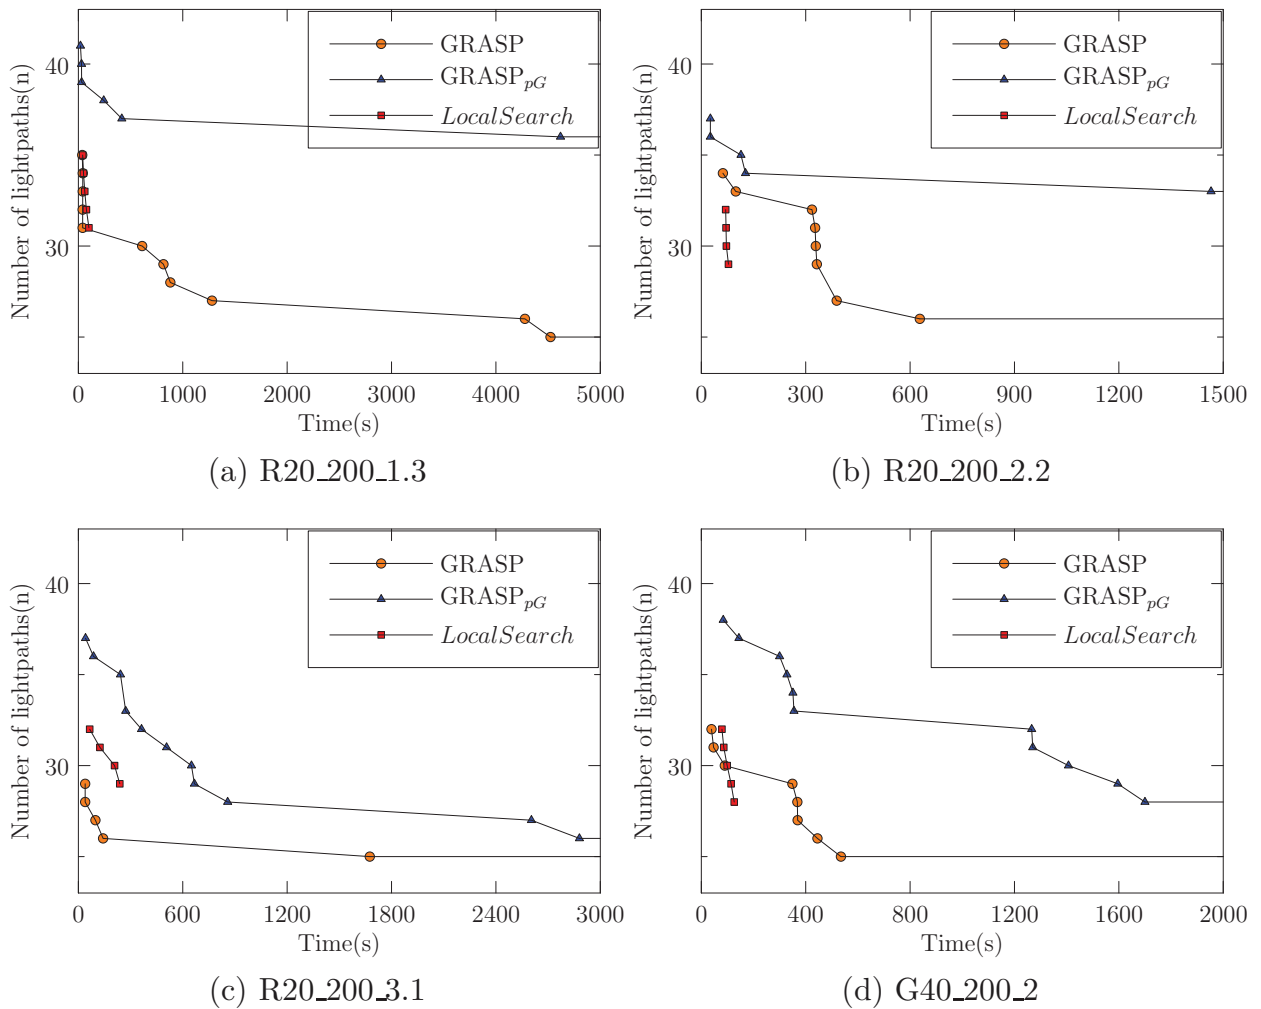 Number of lightpaths(n)
40
30
GRASP
GRASP_pG
LocalSearch
0 1000 2000 3000 4000 5000
Time(s)
(a) R20_200_1.3
Number of lightpaths(n)
40
30
GRASP
GRASP_pG
LocalSearch
0 300 600 900 1200 1500
Time(s)
(b) R20_200_2.2
Number of lightpaths(n)
40
30
GRASP
GRASP_pG
LocalSearch
0 600 1200 1800 2400 3000
Time(s)
(c) R20_200_3.1
Number of lightpaths(n)
40
30
GRASP
GRASP_pG
LocalSearch
0 400 800 1200 1600 2000
Time(s)
(d) G40_200_2